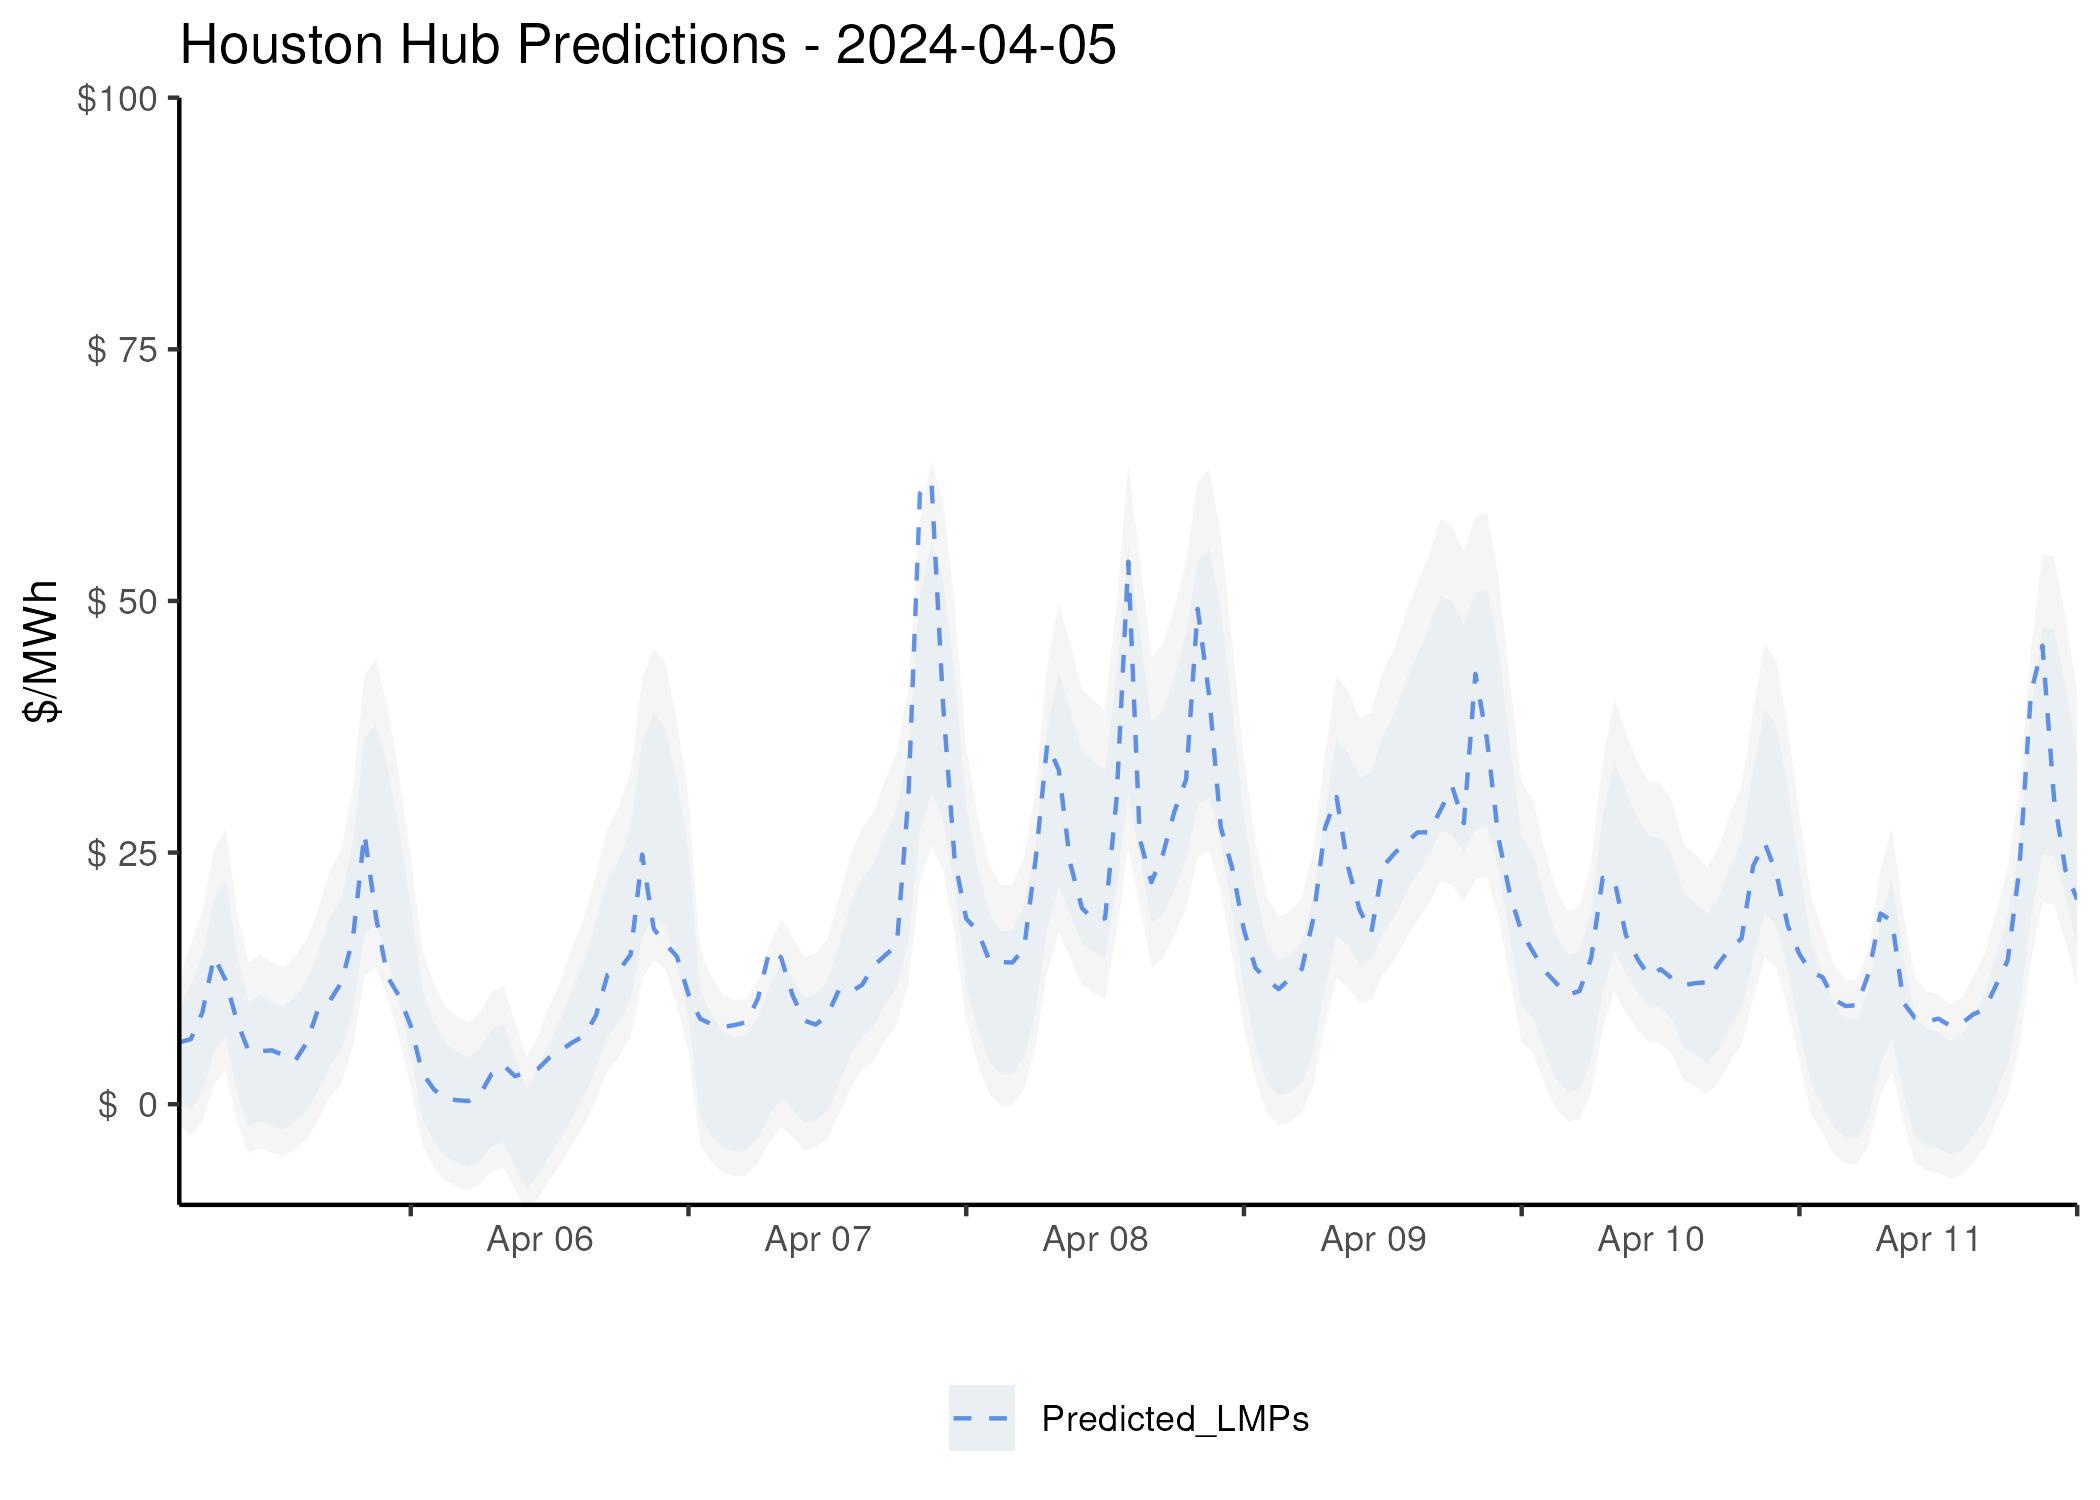 Houston Hub Predictions - 2024-04-05
$100
$ 75
$ 50
$ 25
$ 0
$/MWh
Apr 06 Apr 07 Apr 08 Apr 09 Apr 10 Apr 11
Predicted_LMPs